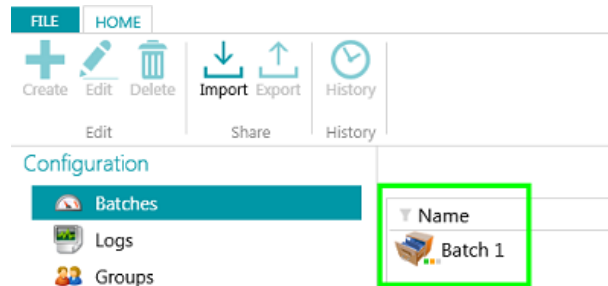 FILE HOME
Create Edit Delete Import Export History
Edit Share History
Configuration
Batches
Name
Logs
Batch 1
Groups